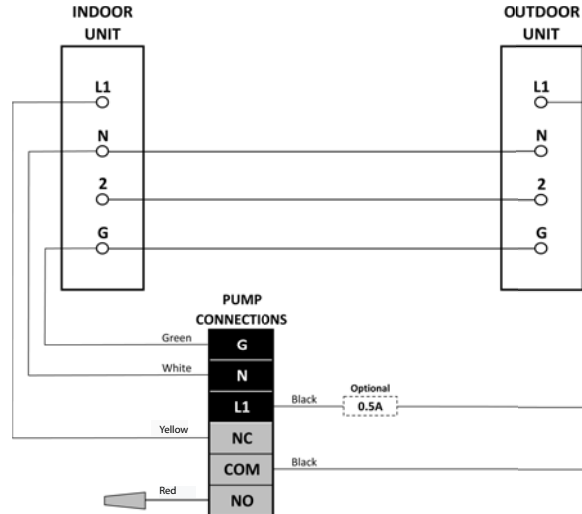 INDOOR
UNIT
OUTDOOR
UNIT
L1
L1
N
N
2
2
G
G
PUMP
CONNECTIONS
Green
G
White
N
Optional
L1
Black
0.5A
Yellow
NC
COM
Black
Red
NO